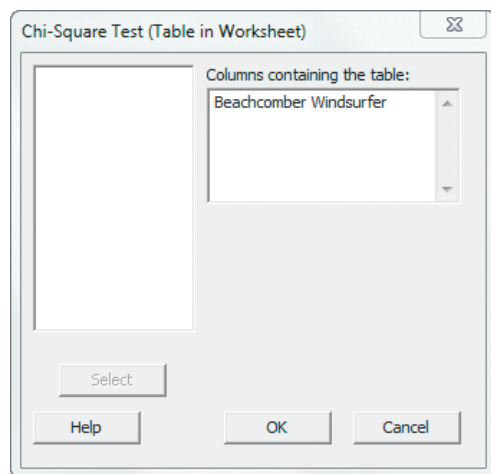 Chi-Square Test (Table in Worksheet)
Columns containing the table:
Beachcomber Windsurfer
Select
Help
OK
Cancel